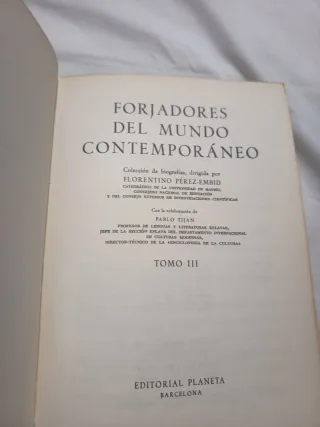 FORJADORES
DEL MUNDO
CONTEMPORÁNEO
Colección de biografías, dirigida por
FLORENTINO PÉREZ-EMBID
CATEDRÁTICO DE LA UNIVERSIDAD DE MADRID,
CONSEJERO NACIONAL DE EDUCACIÓN
Y DEL CONSEJO SUPERIOR DE INVESTIGACIONES CIENTÍFICAS
Con la colaboración de
PABLO TIJAN
PROFESOR DE LENGUAS Y LITERATURAS ESLAVAS,
JEFE DE LA SECCIÓN ESLAVA DEL DEPARTAMENTO INTERNACIONAL
DE CULTURAS MODERNAS,
DIRECTOR-TÉCNICO DE LA «ENCICLOPEDIA DE LA CULTURA»
TOMO III
EDITORIAL PLANETA
BARCELONA